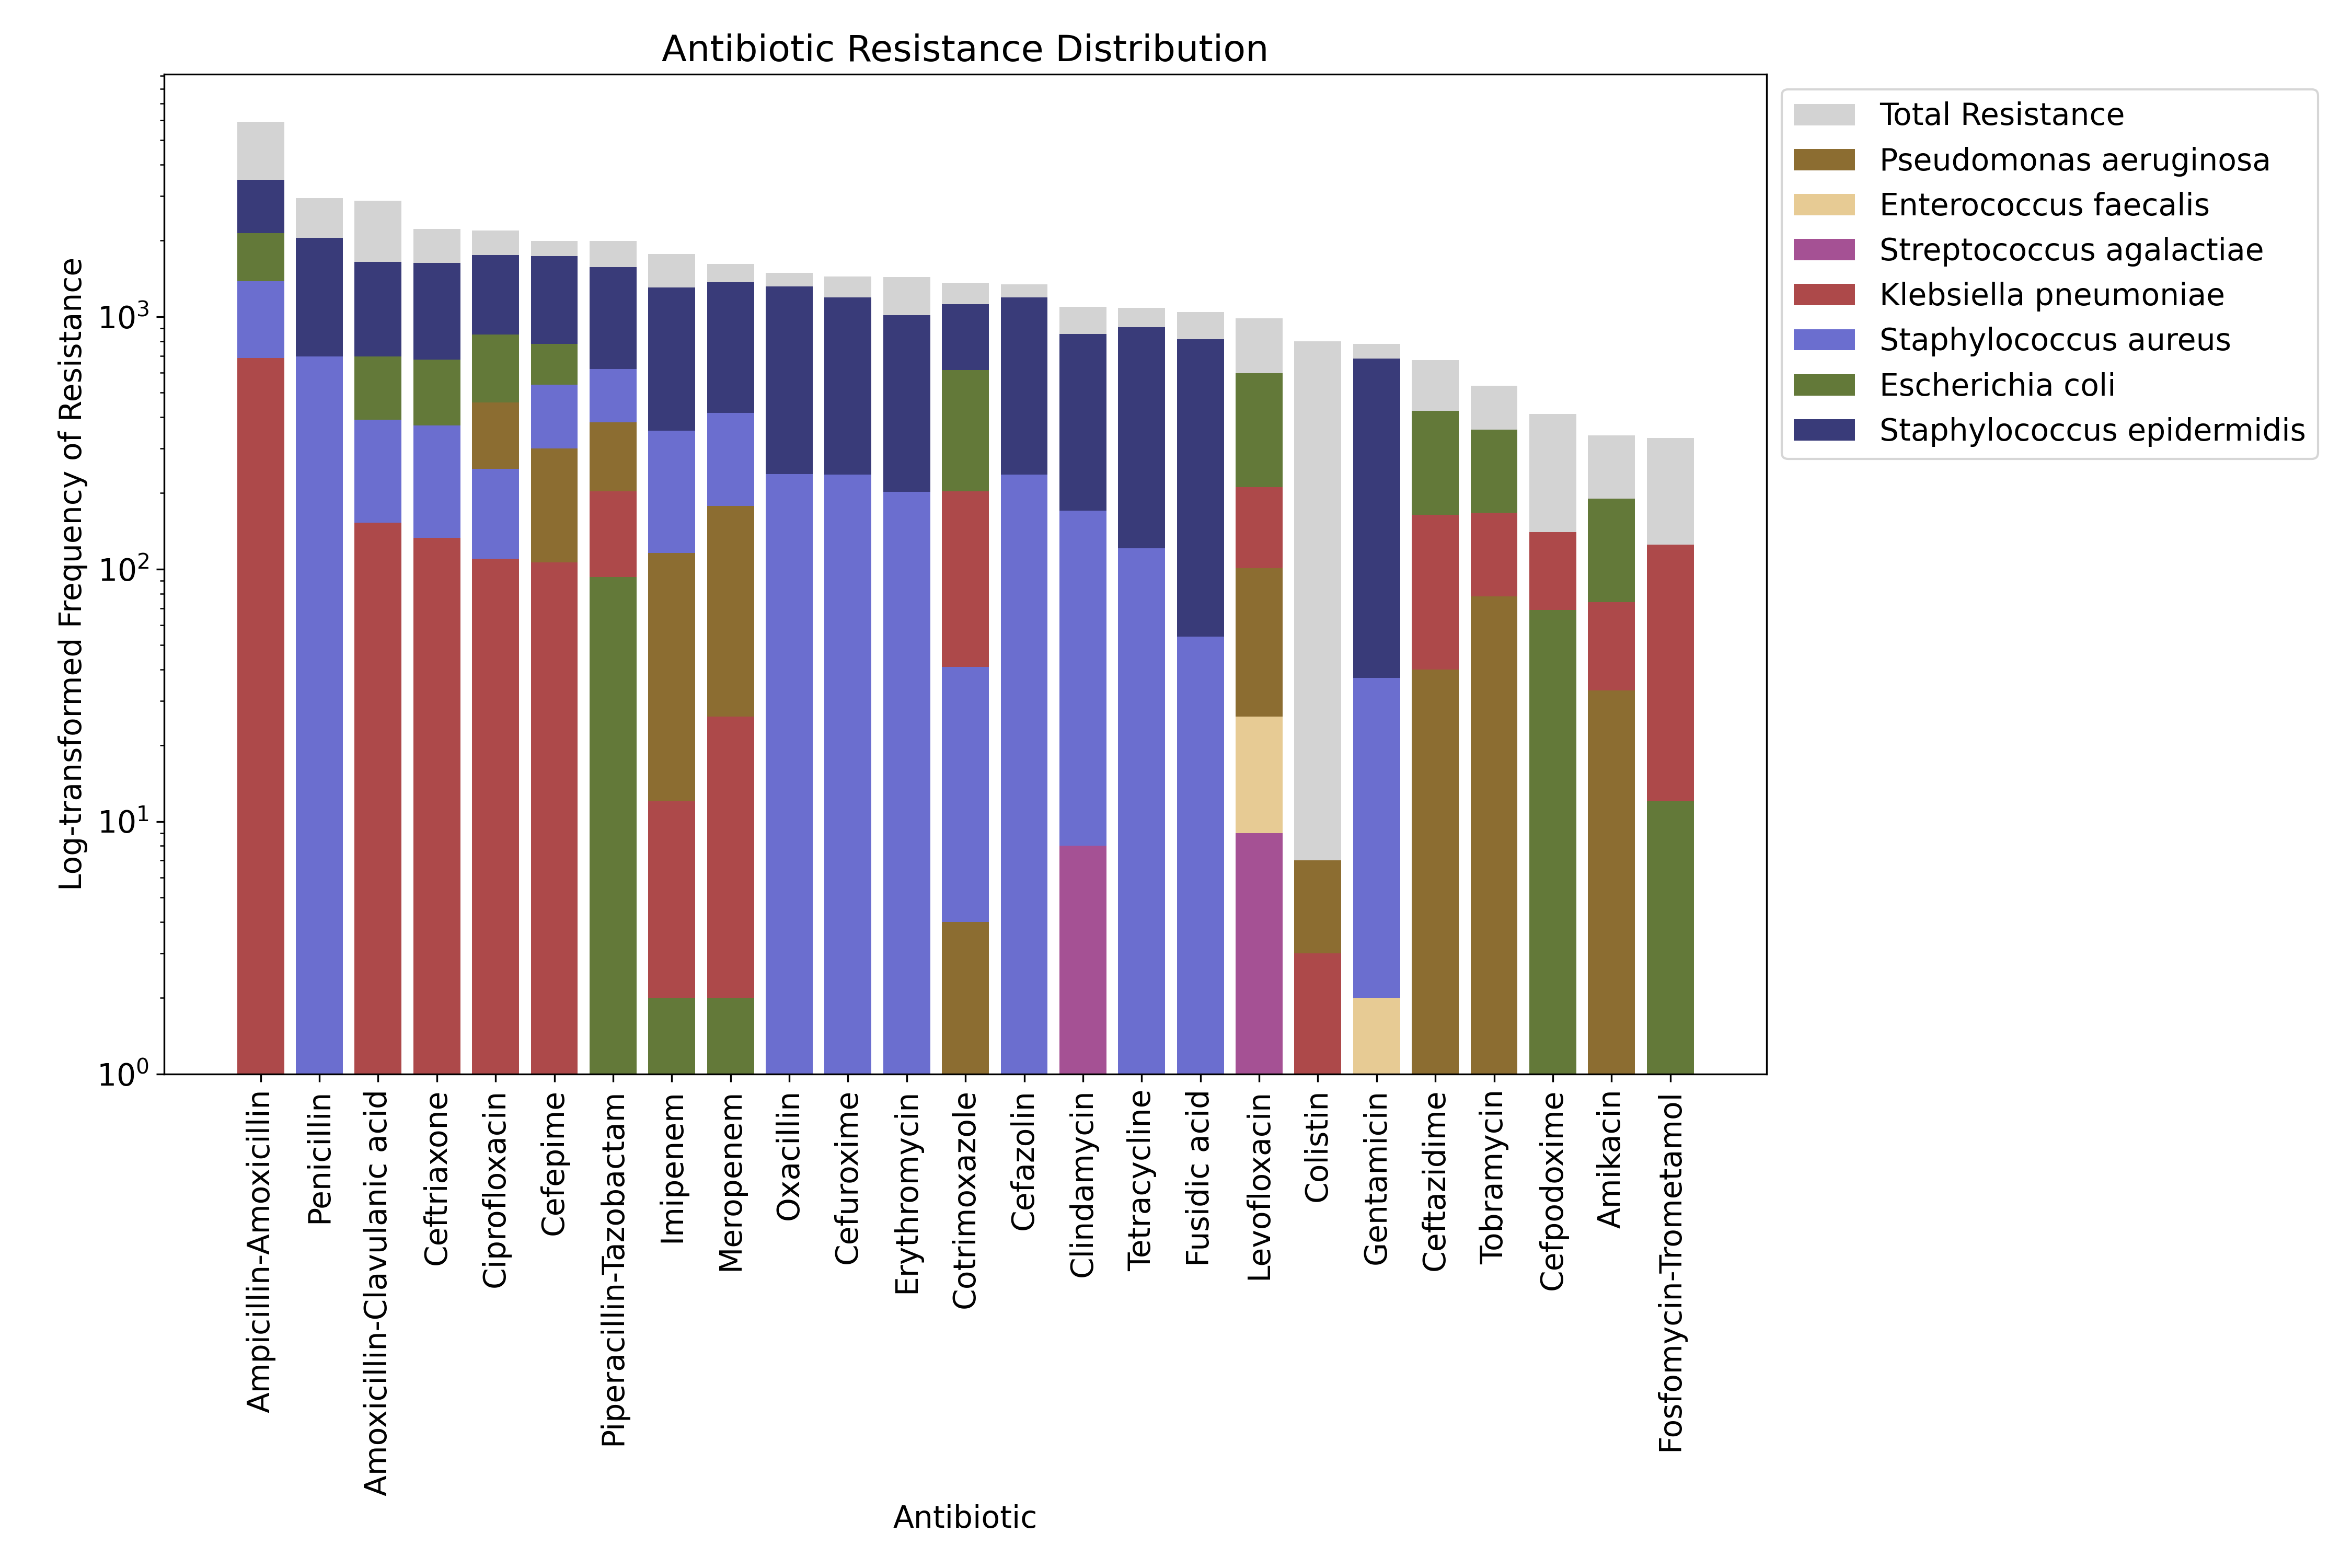 Antibiotic Resistance Distribution
Log-transformed Frequency of Resistance
10³
10²
10¹
10⁰
Ampicillin-Amoxicillin
Penicillin
Amoxicillin-Clavulanic acid
Ceftriaxone
Ciprofloxacin
Cefepime
Piperacillin-Tazobactam
Imipenem
Meropenem
Oxacillin
Cefuroxime
Erythromycin
Cotrimoxazole
Cefazolin
Clindamycin
Tetracycline
Fusidic acid
Levofloxacin
Colistin
Gentamicin
Ceftazidime
Tobramycin
Cefpodoxime
Amikacin
Fosfomycin-Trometamol
Antibiotic
Total Resistance
Pseudomonas aeruginosa
Enterococcus faecalis
Streptococcus agalactiae
Klebsiella pneumoniae
Staphylococcus aureus
Escherichia coli
Staphylococcus epidermidis